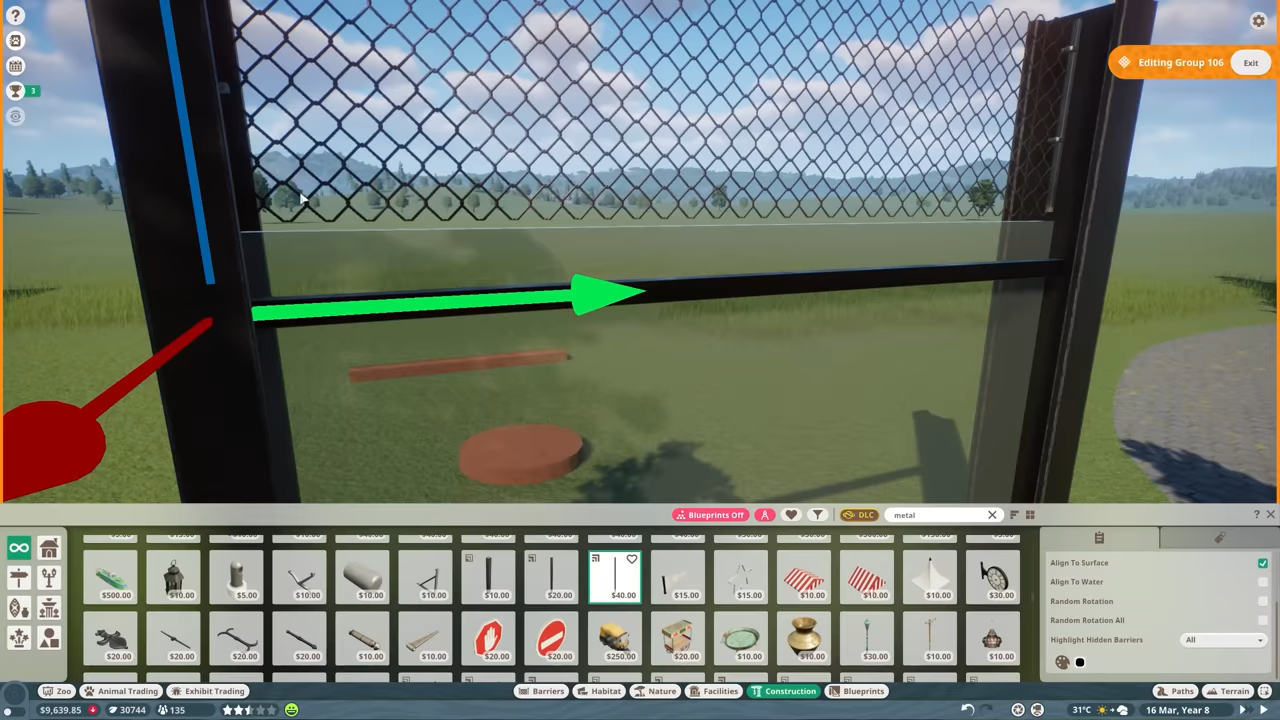 ?
Editing Group 106 Exit
3
Blueprints Off DLC metal ?
$500.00 $10.00 $5.00 $10.00 $10.00 $10.00 $10.00 $20.00 $40.00 $15.00 $15.00 $10.00 $10.00 $10.00 $30.00
$20.00 $20.00 $20.00 $20.00 $10.00 $10.00 $20.00 $20.00 $250.00 $20.00 $10.00 $10.00 $30.00 $10.00 $10.00
Align To Surface
Align To Water
Random Rotation
Random Rotation All
Highlight Hidden Barriers All
Zoo Animal Trading Exhibit Trading Barriers Habitat Nature Facilities Construction Blueprints Paths Terrain
$9,639.85 30744 135 31°C 16 Mar, Year 8